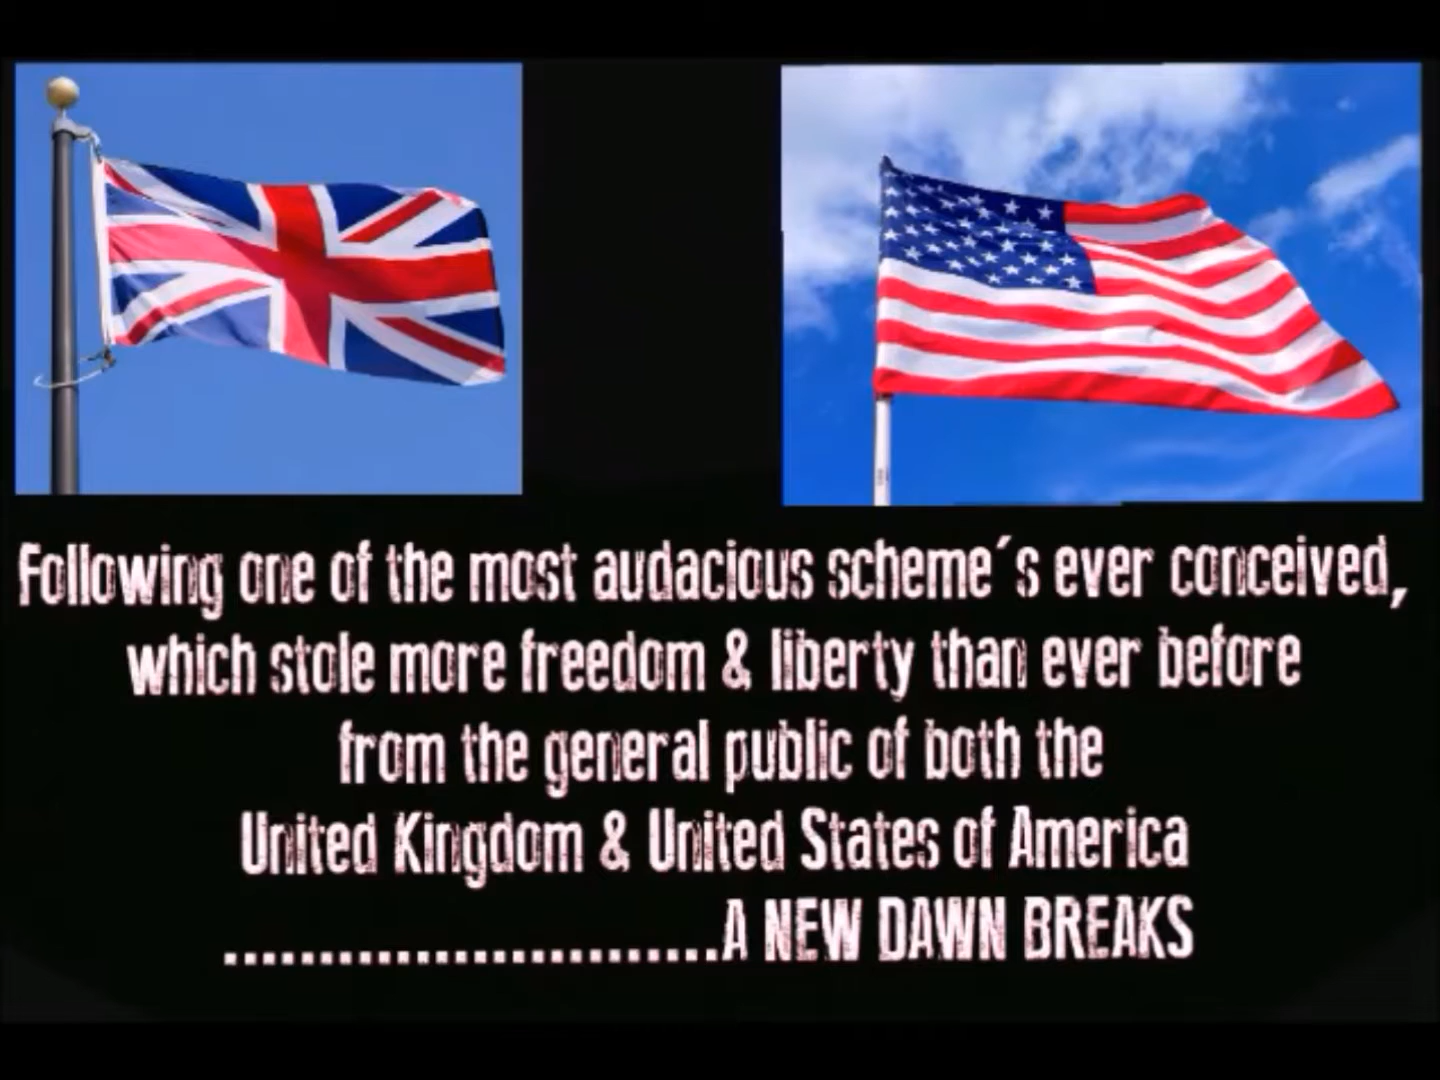 Following one of the most audacious scheme´s ever conceived,
which stole more freedom & liberty than ever before
from the general public of both the
United Kingdom & United States of America
..........................A NEW DAWN BREAKS